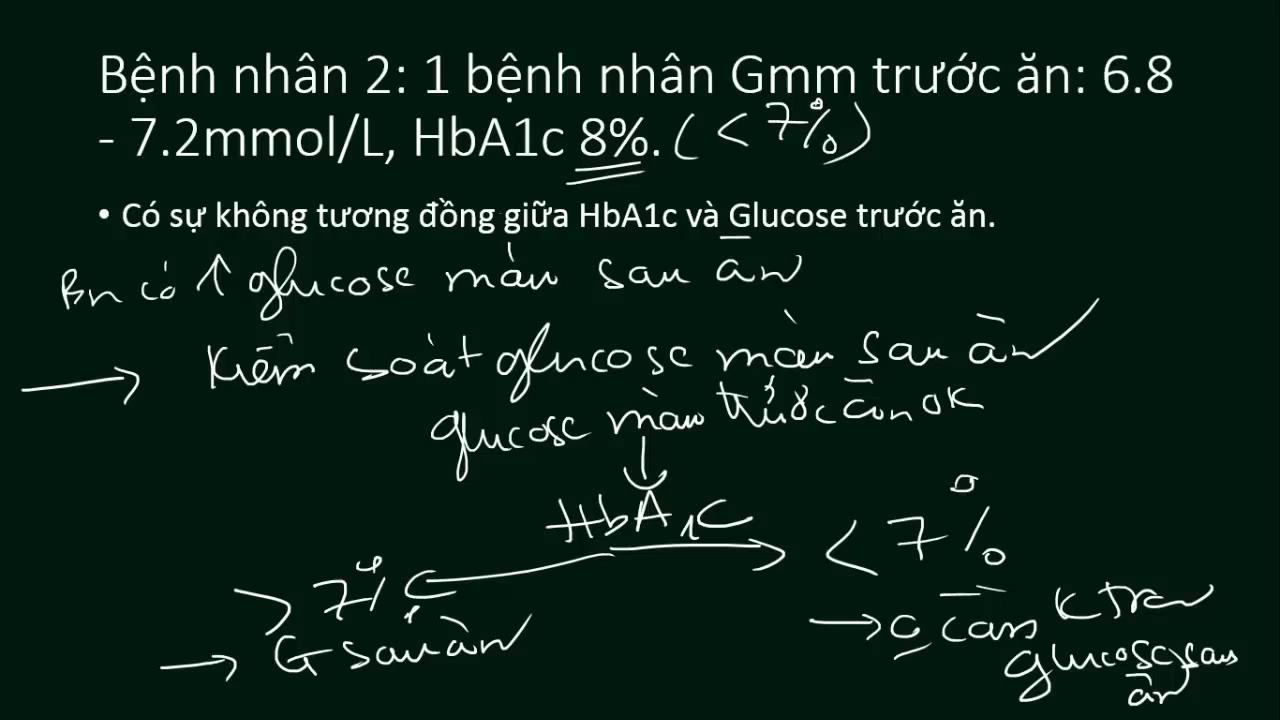 Bệnh nhân 2: 1 bệnh nhân Gmm trước ăn: 6.8
- 7.2mmol/L, HbA1c 8%. (< 7%)
• Có sự không tương đồng giữa HbA1c và Glucose trước ăn.
Bn có ↑ glucose máu sau ăn
→ Kiểm soát glucose máu sau ăn
glucose máu trước ăn ok
↓
HbA1C
> 7% → < 7%
→ G sau ăn
→ cần ktra
glucose sau
ăn